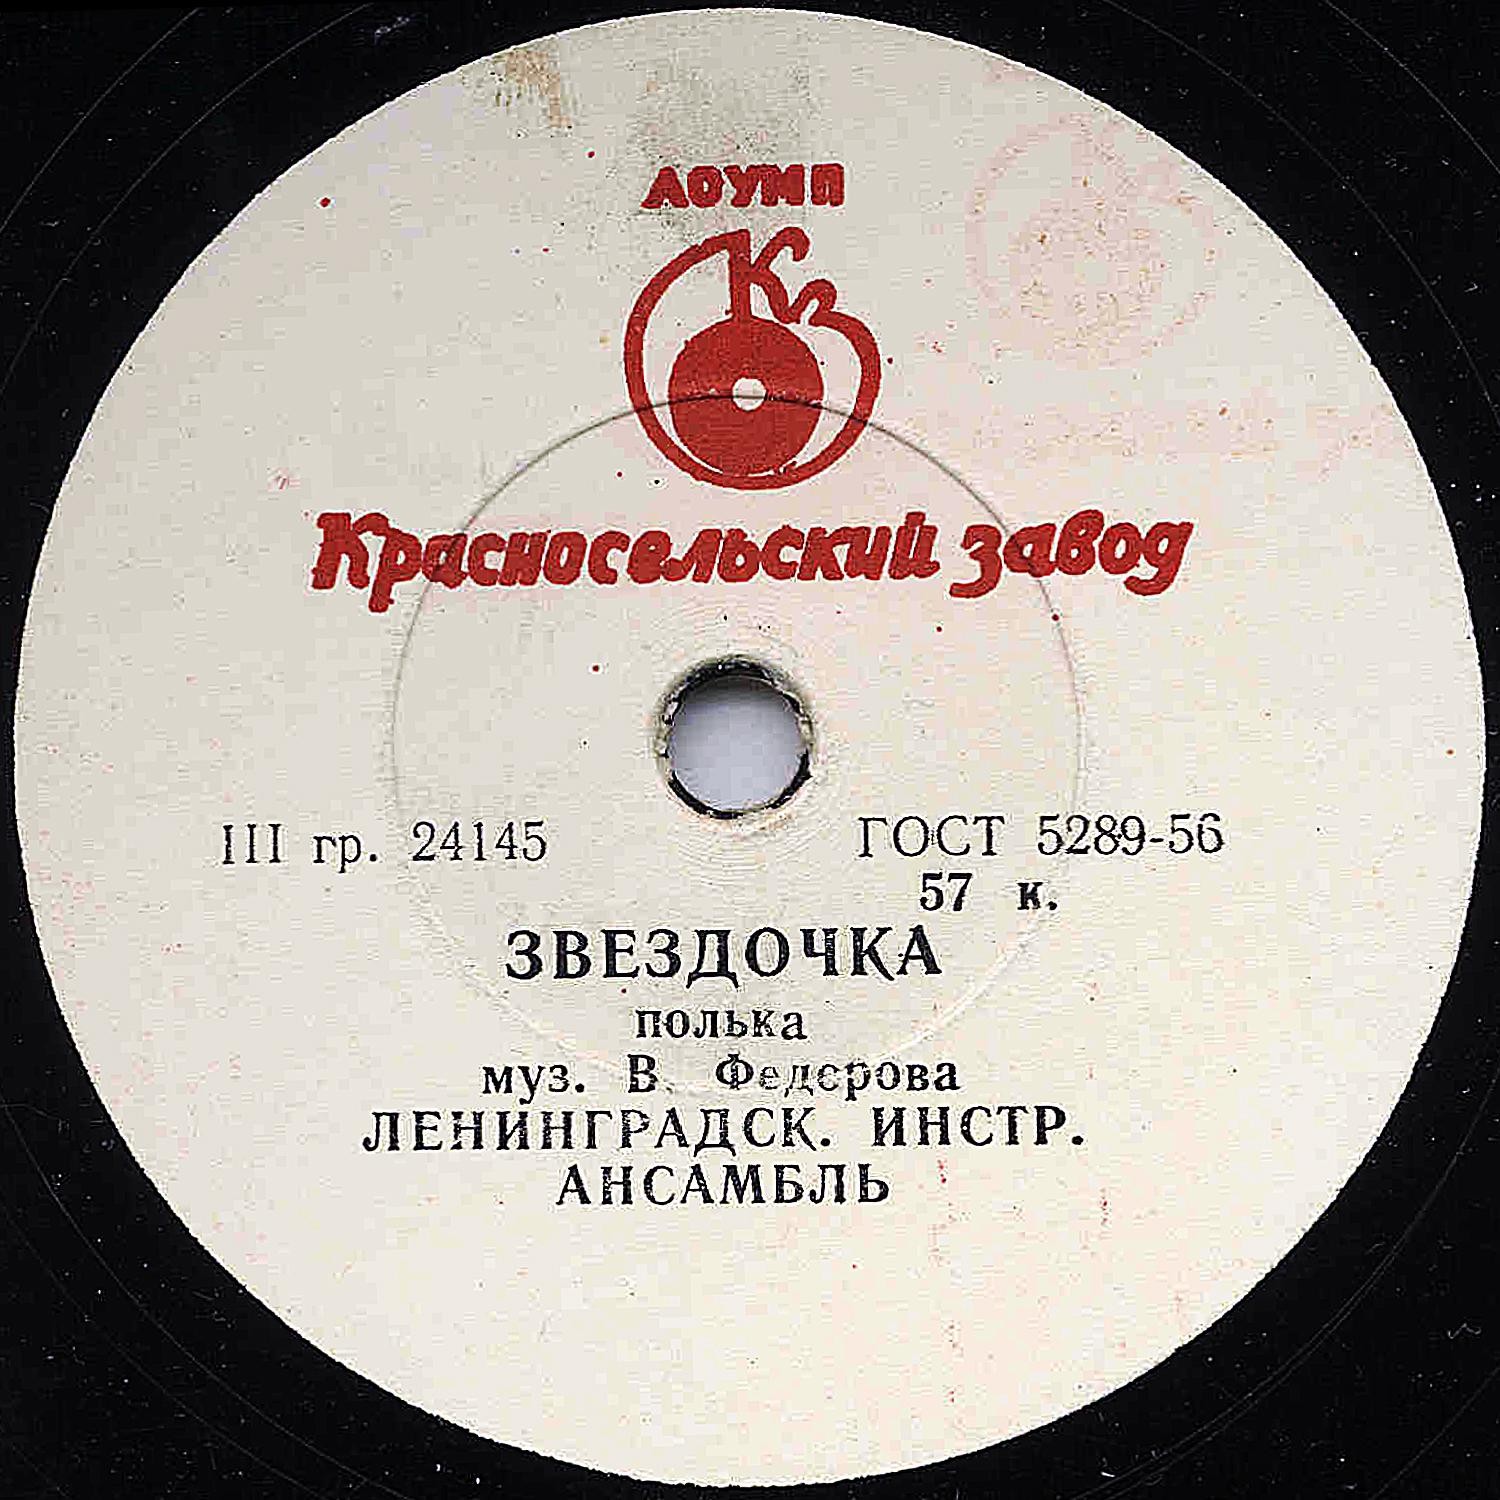 ЛОУМП
Кз
Красносельский завод
III гр. 24145 ГОСТ 5289-56
57 к.
ЗВЕЗДОЧКА
полька
муз. В. Федерова
ЛЕНИНГРАДСК. ИНСТР.
АНСАМБЛЬ